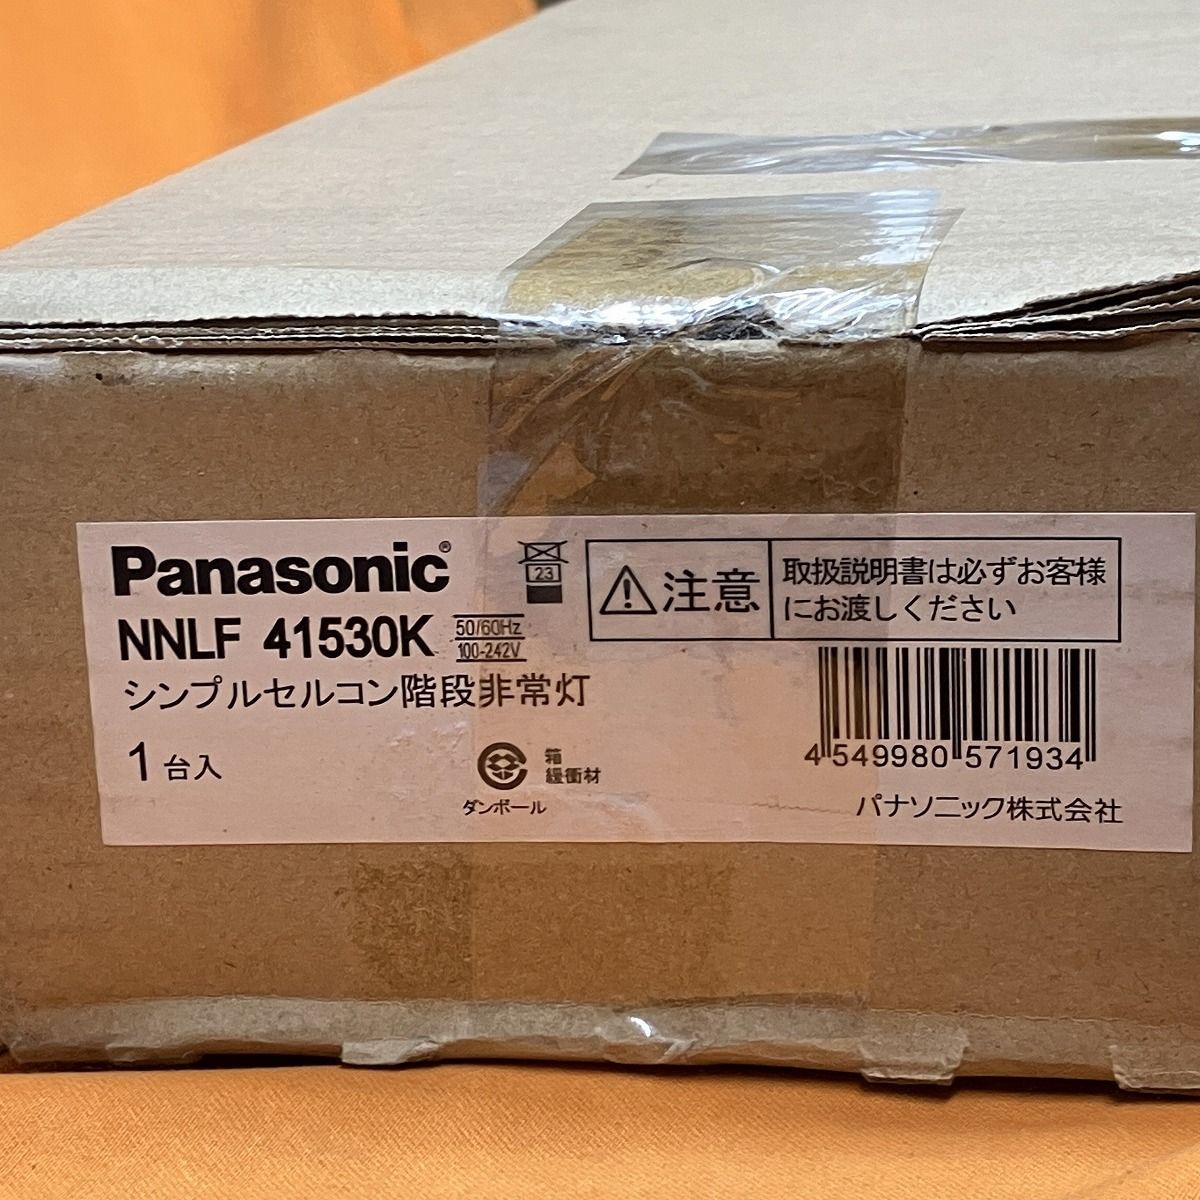 Panasonic®
NNLF 41530K
50/60Hz
100-242V
シンプルセルコン階段非常灯
1台入
23
注意
取扱説明書は必ずお客様
にお渡しください
箱
緩衝材
ダンボール
4 549980 571934
パナソニック株式会社